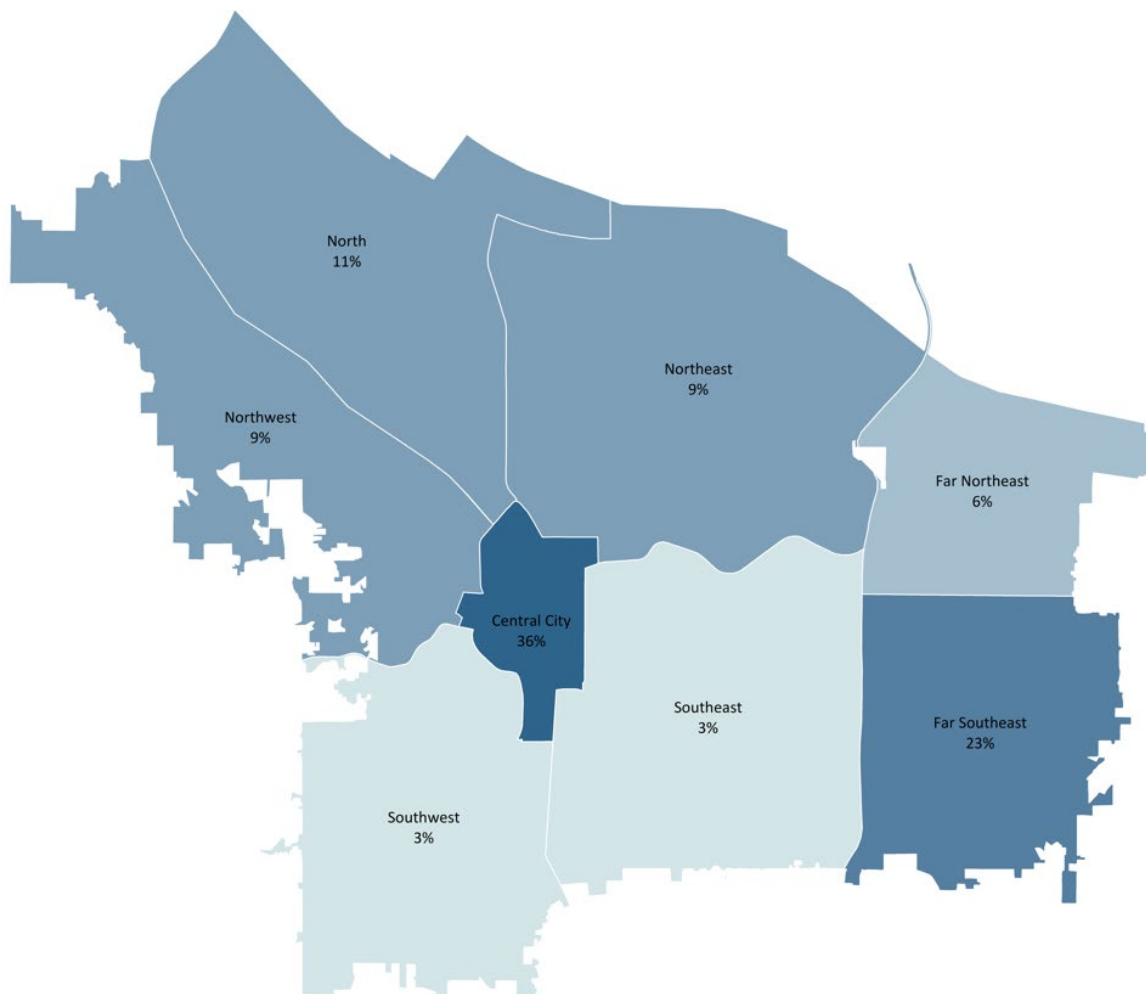 North
11%
Northeast
9%
Northwest
9%
Far Northeast
6%
Central City
36%
Southeast
3%
Far Southeast
23%
Southwest
3%